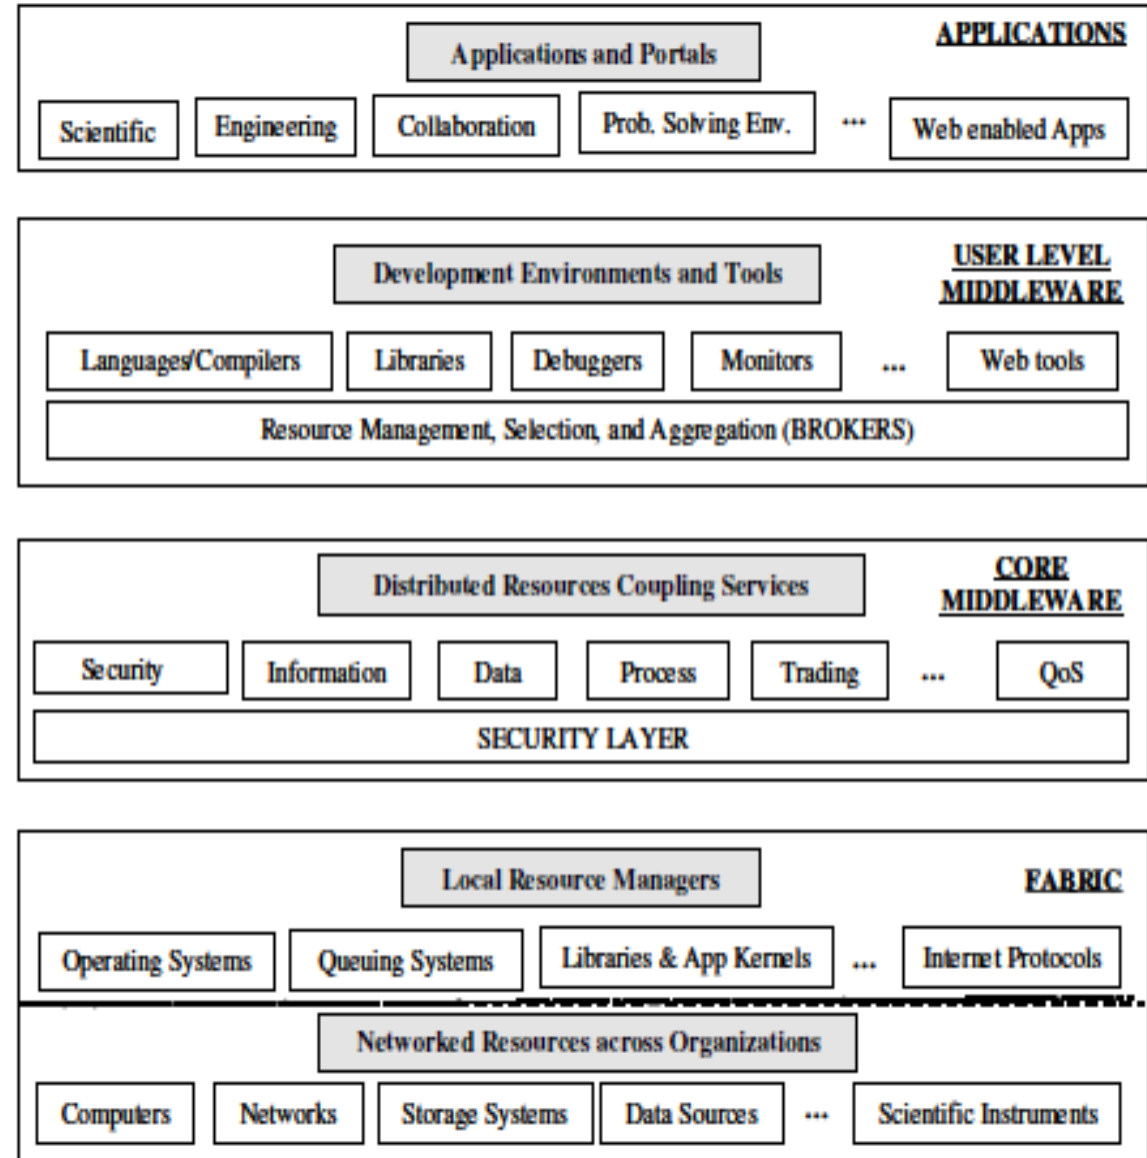 APPLICATIONS
Applications and Portals
Scientific
Engineering
Collaboration
Prob. Solving Env.
...
Web enabled Apps
USER LEVEL
MIDDLEWARE
Development Environments and Tools
Languages/Compilers
Libraries
Debuggers
Monitors
...
Web tools
Resource Management, Selection, and Aggregation (BROKERS)
CORE
MIDDLEWARE
Distributed Resources Coupling Services
Security
Information
Data
Process
Trading
...
QoS
SECURITY LAYER
Local Resource Managers
FABRIC
Operating Systems
Queuing Systems
Libraries & App Kernels
...
Internet Protocols
Networked Resources across Organizations
Computers
Networks
Storage Systems
Data Sources
...
Scientific Instruments